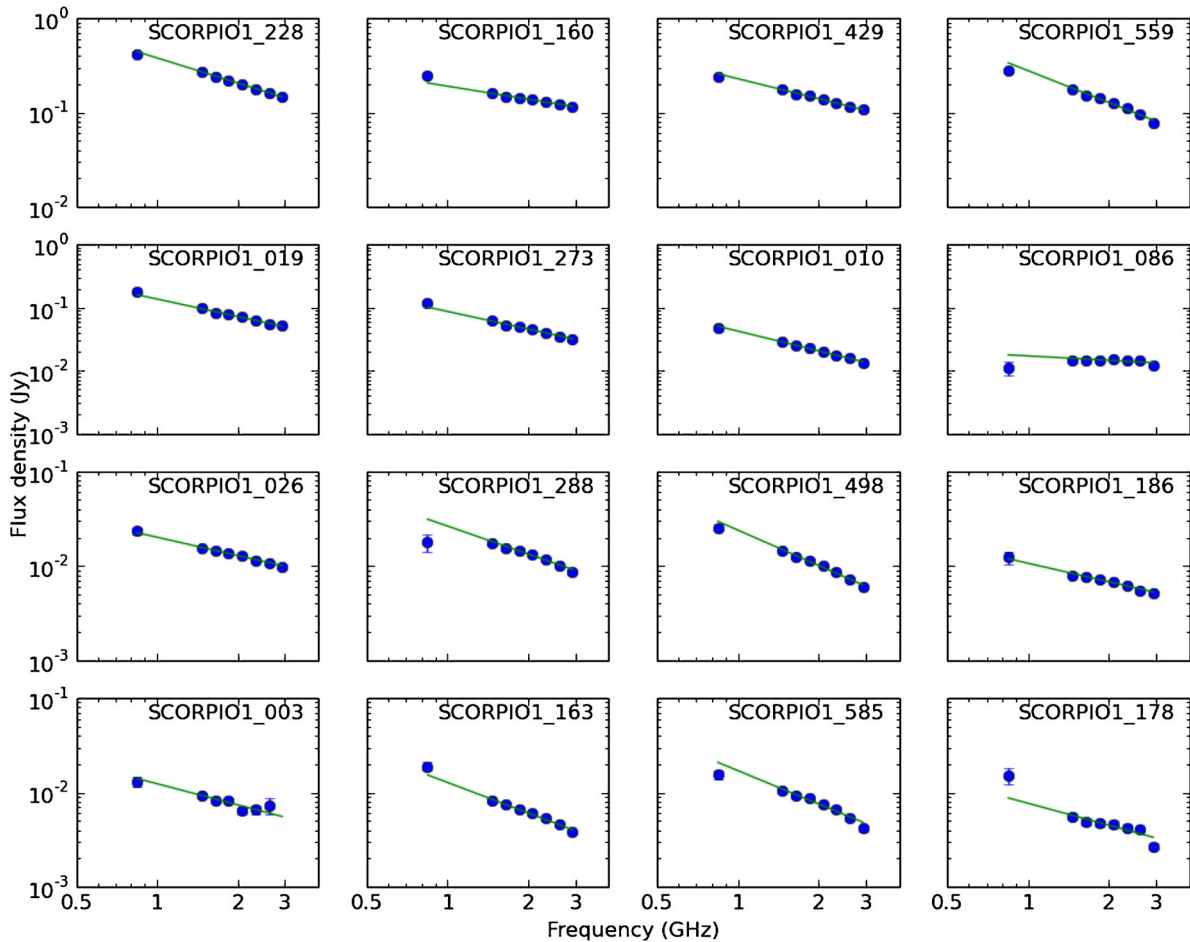 10^0
10^-1
10^-2
SCORPIO1_228
SCORPIO1_160
SCORPIO1_429
SCORPIO1_559
10^0
10^-1
10^-2
10^-3
SCORPIO1_019
SCORPIO1_273
SCORPIO1_010
SCORPIO1_086
Flux density (Jy)
10^-1
10^-2
10^-3
SCORPIO1_026
SCORPIO1_288
SCORPIO1_498
SCORPIO1_186
10^-1
10^-2
10^-3
SCORPIO1_003
SCORPIO1_163
SCORPIO1_585
SCORPIO1_178
0.5 1 2 3
0.5 1 2 3
0.5 1 2 3
0.5 1 2 3
Frequency (GHz)